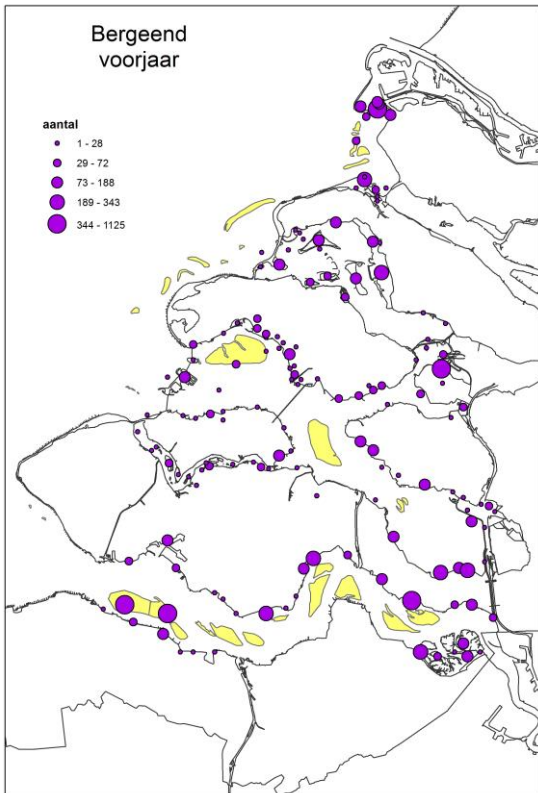 Bergeend
voorjaar
aantal
1 - 28
29 - 72
73 - 188
189 - 343
344 - 1125